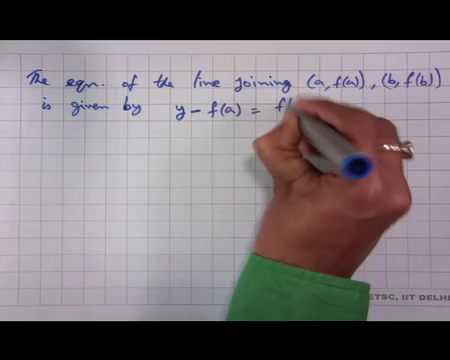 The eqn. of the line joining (a, f(a)), (b, f(b))
is given by y - f(a) = f(
ETSC, IIT DELHI